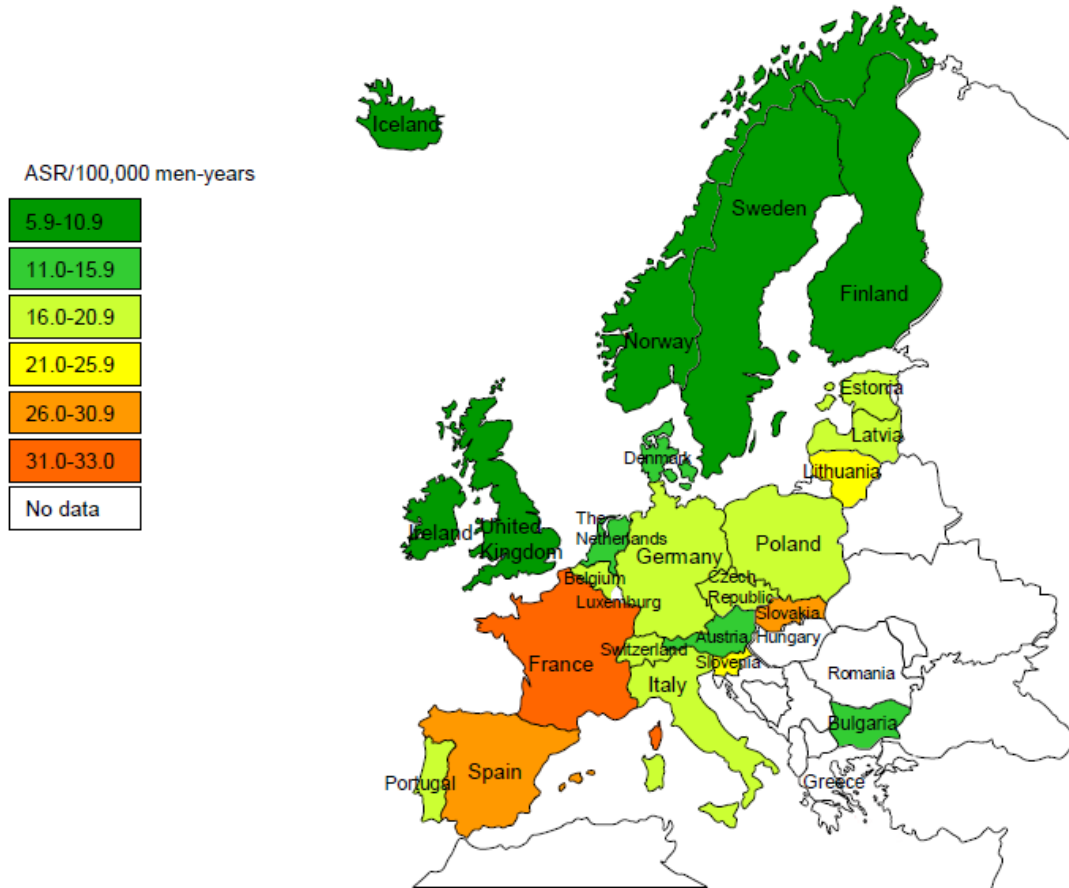 ASR/100,000 men-years
5.9-10.9
11.0-15.9
16.0-20.9
21.0-25.9
26.0-30.9
31.0-33.0
No data
Iceland
Sweden
Finland
Norway
Estonia
Latvia
Denmark
Lithuania
Ireland
United
Kingdom
The
Nethenlands
Germany
Poland
Belgium
Czech
Republic
Luxemburg
Slovakia
Switzerland
Austria
Hungary
France
Slovenia
Italy
Romania
Bulgaria
Portugal
Spain
Greece